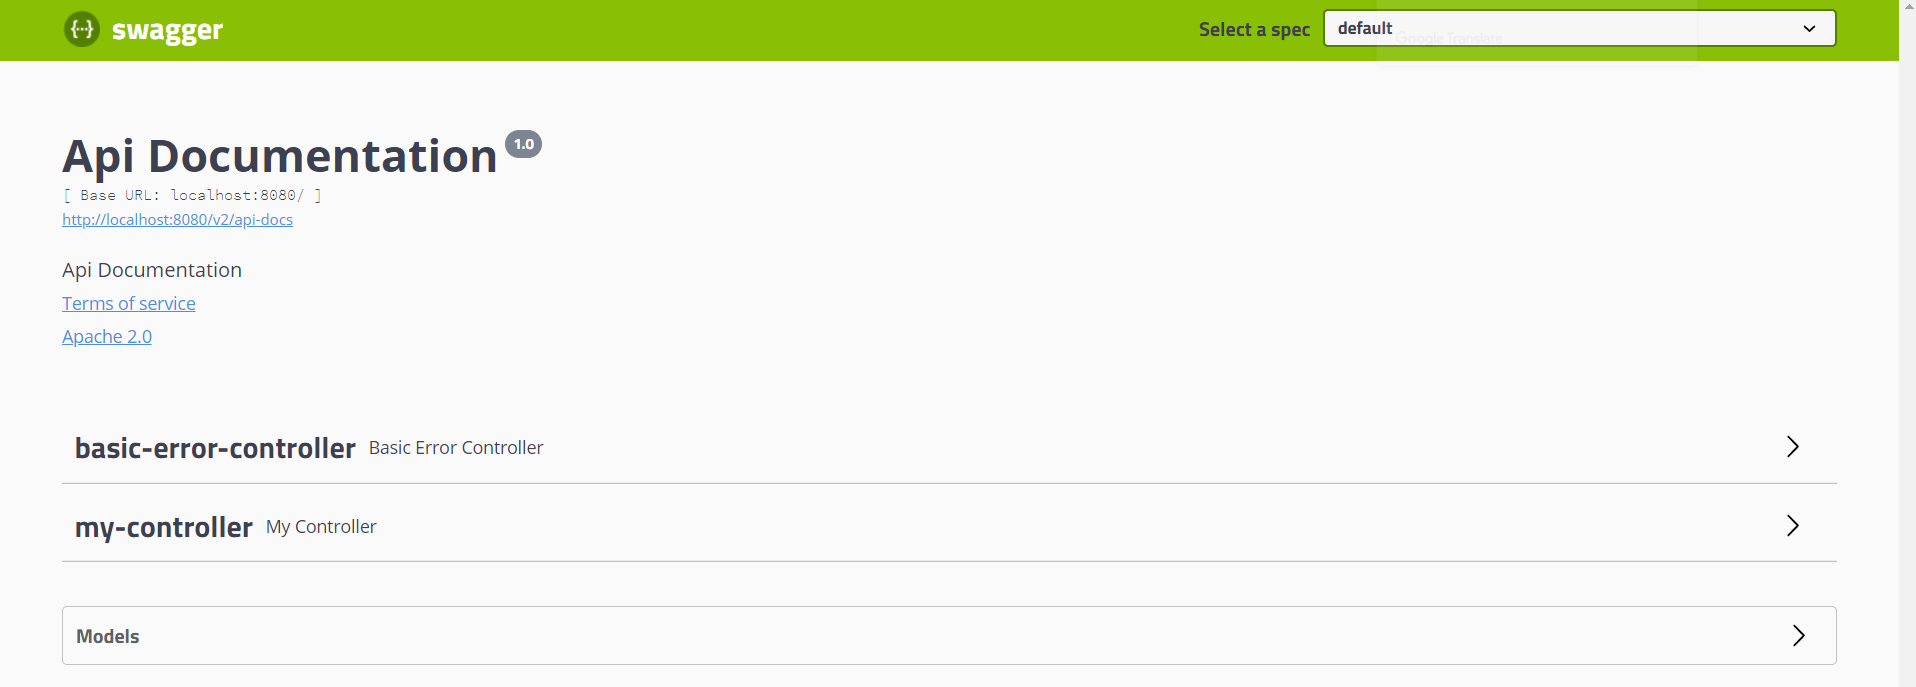 swagger
Select a spec
default
Google Translate
Api Documentation 1.0
[ Base URL: localhost:8080/ ]
http://localhost:8080/v2/api-docs
Api Documentation
Terms of service
Apache 2.0
basic-error-controller Basic Error Controller
my-controller My Controller
Models